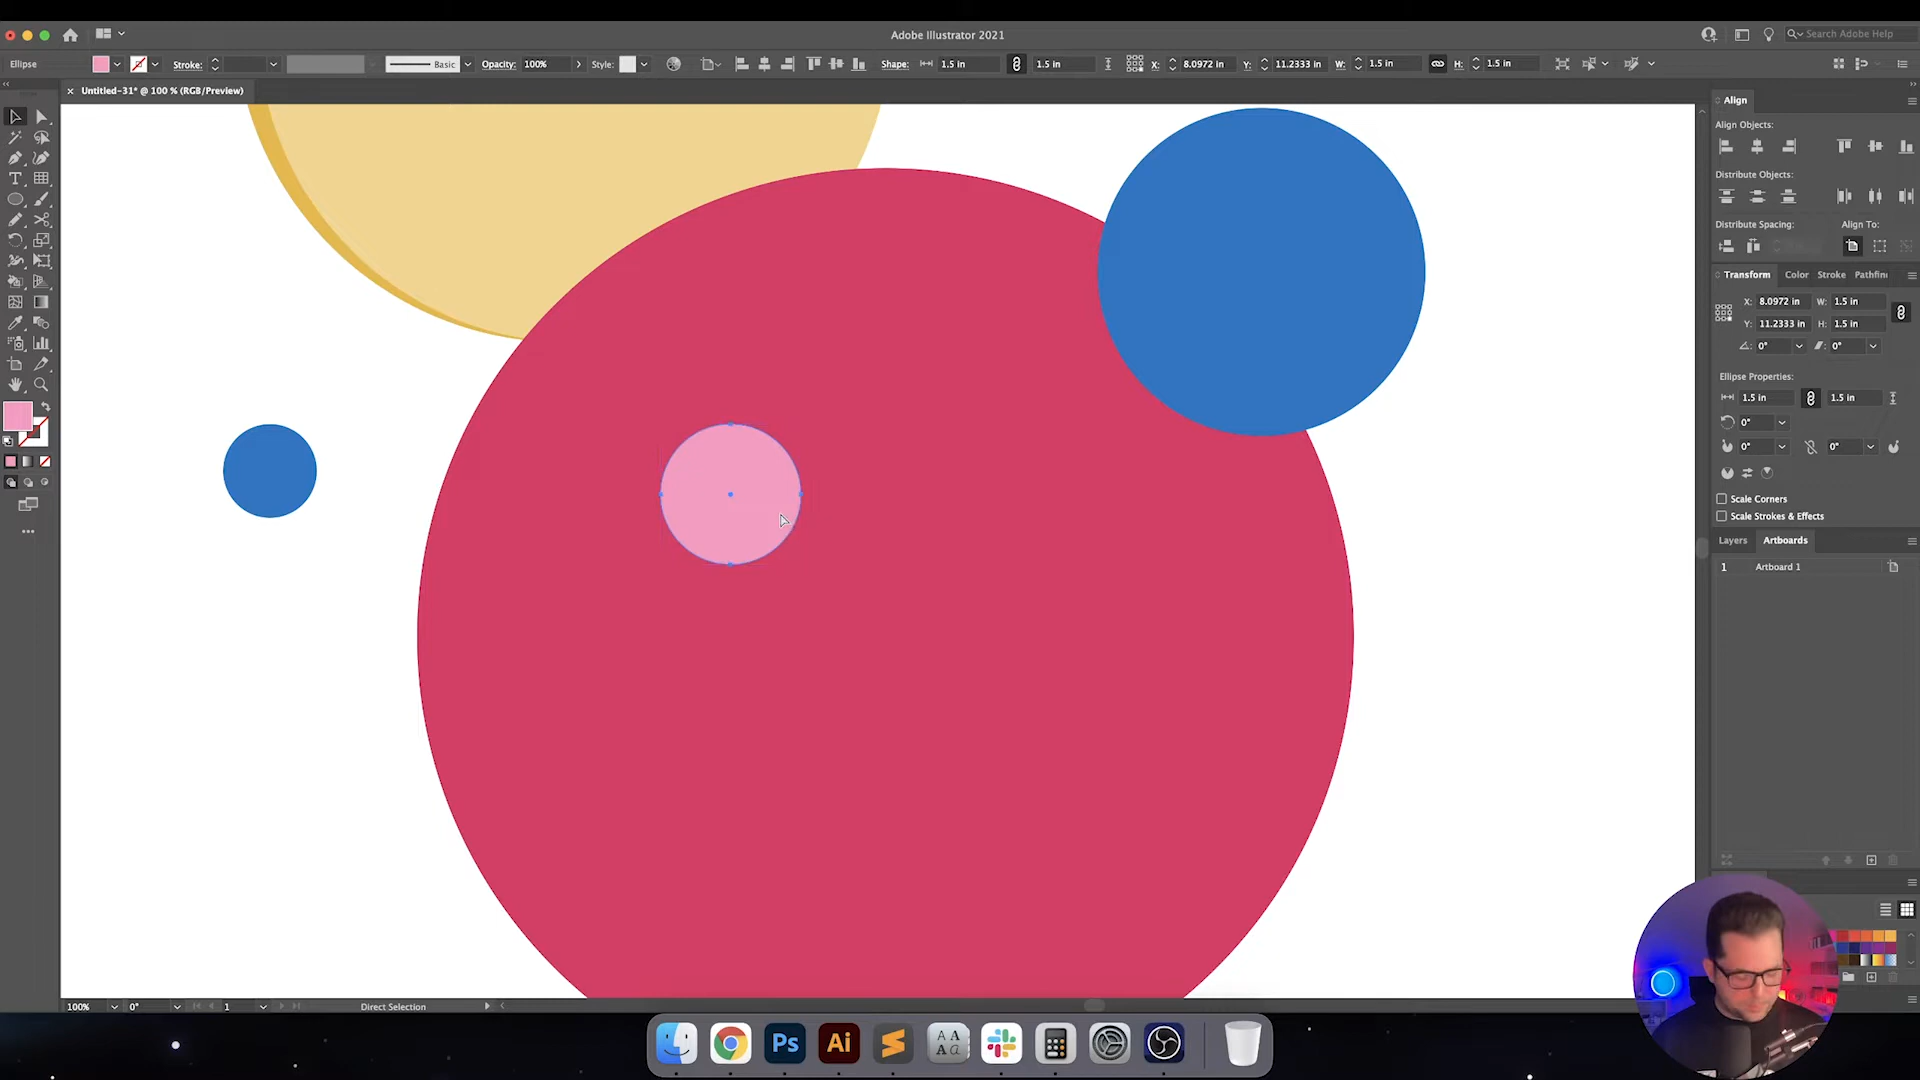 Adobe Illustrator 2021
Search Adobe Help
Ellipse
Stroke:
Basic
Opacity: 100%
Style:
Shape: 1.5 in 1.5 in
X: 8.0972 in
Y: 11.2333 in
W: 1.5 in
H: 1.5 in
× Untitled-31* @ 100 % (RGB/Preview)
Align
Align Objects:
Distribute Objects:
Distribute Spacing:
Align To:
Transform Color Stroke Pathfin
X: 8.0972 in W: 1.5 in
Y: 11.2333 in H: 1.5 in
0° 0°
Ellipse Properties:
1.5 in 1.5 in
0°
0° 0°
Scale Corners
Scale Strokes & Effects
Layers Artboards
1 Artboard 1
100% 0° 1 Direct Selection
Ps Ai
A A
A a